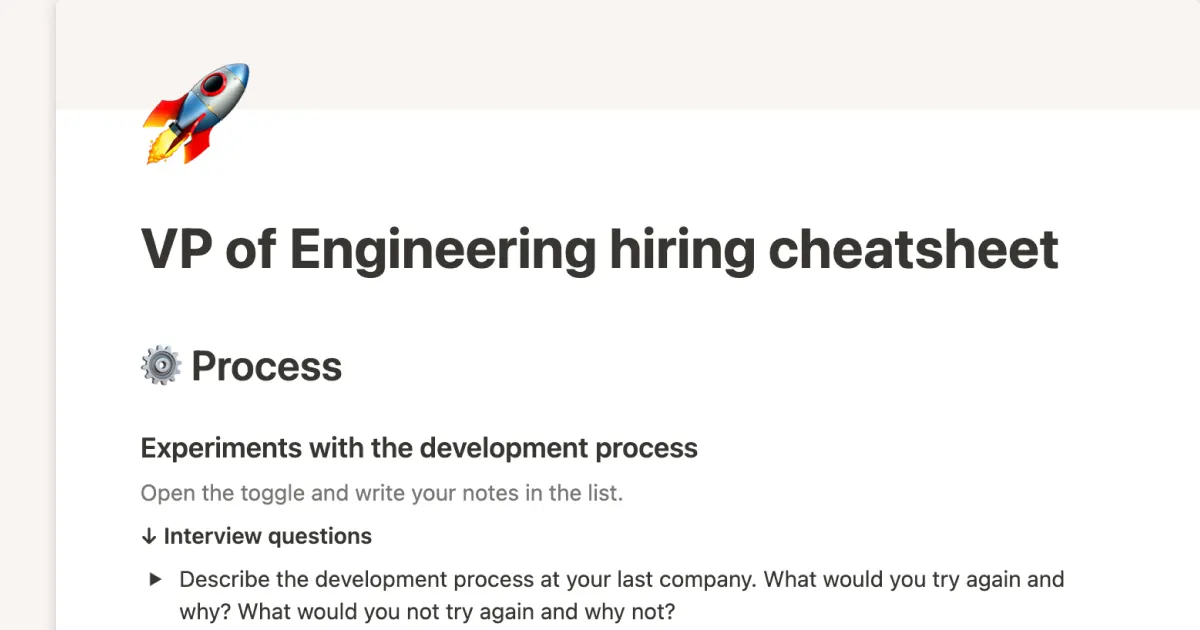 VP of Engineering hiring cheatsheet
Process
Experiments with the development process
Open the toggle and write your notes in the list.
↓ Interview questions
Describe the development process at your last company. What would you try again and
why? What would you not try again and why not?